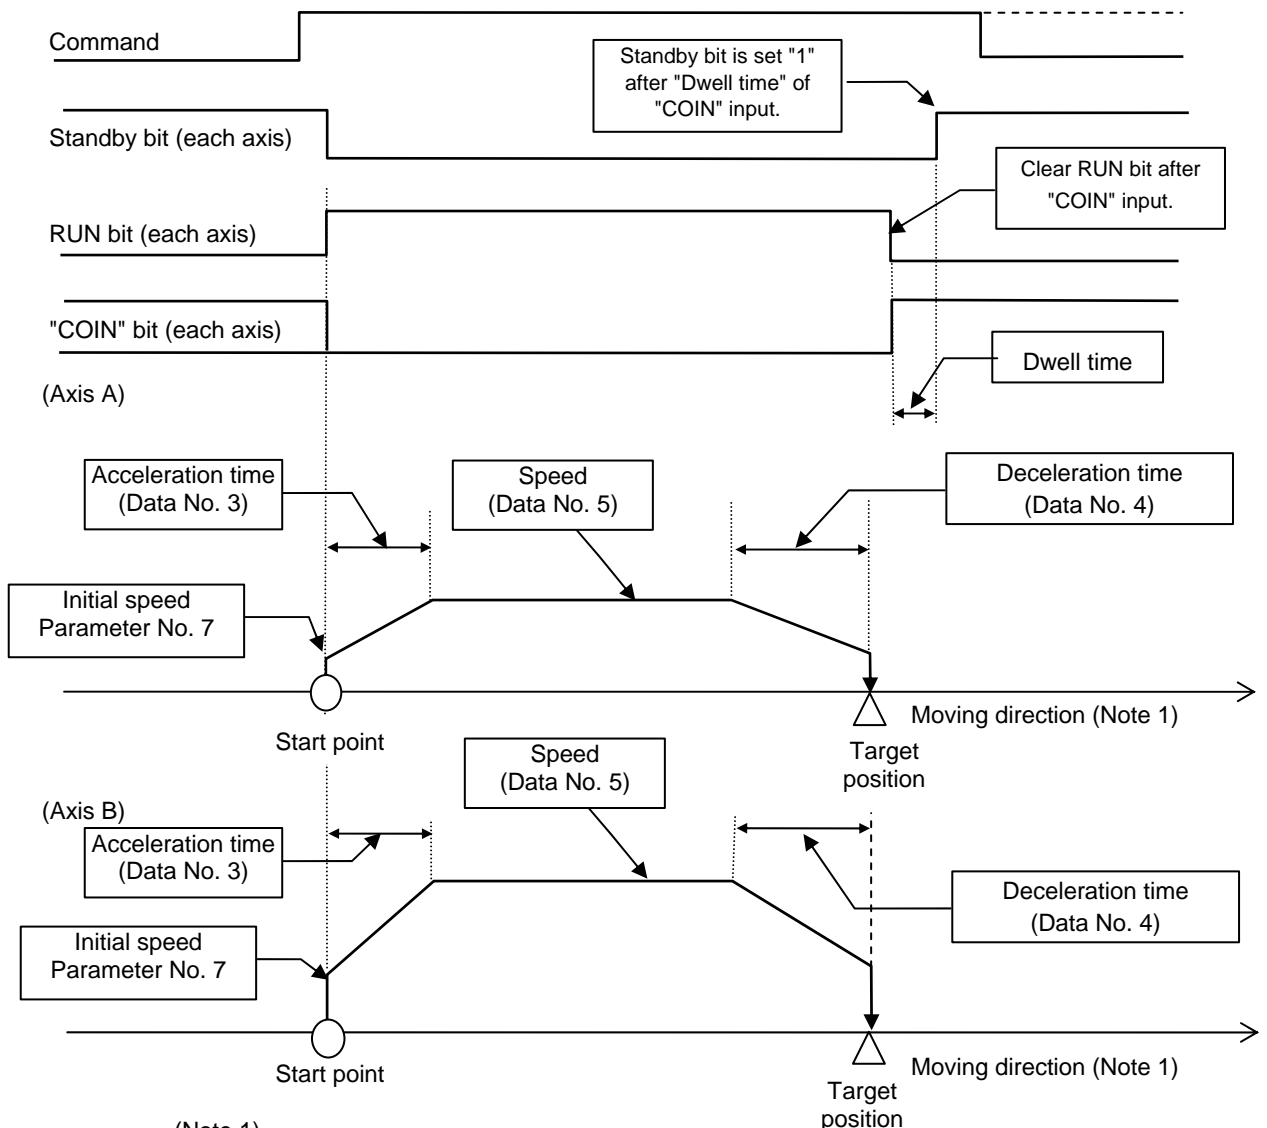 Command
Standby bit is set "1"
after "Dwell time" of
"COIN" input.
Standby bit (each axis)
Clear RUN bit after
"COIN" input.
RUN bit (each axis)
"COIN" bit (each axis)
Dwell time
(Axis A)
Acceleration time
(Data No. 3)
Speed
(Data No. 5)
Deceleration time
(Data No. 4)
Initial speed
Parameter No. 7
Moving direction (Note 1)
Start point
Target
position
Speed
(Data No. 5)
(Axis B)
Acceleration time
(Data No. 3)
Deceleration time
(Data No. 4)
Initial speed
Parameter No. 7
Start point
Moving direction (Note 1)
Target
position
(Note 1)